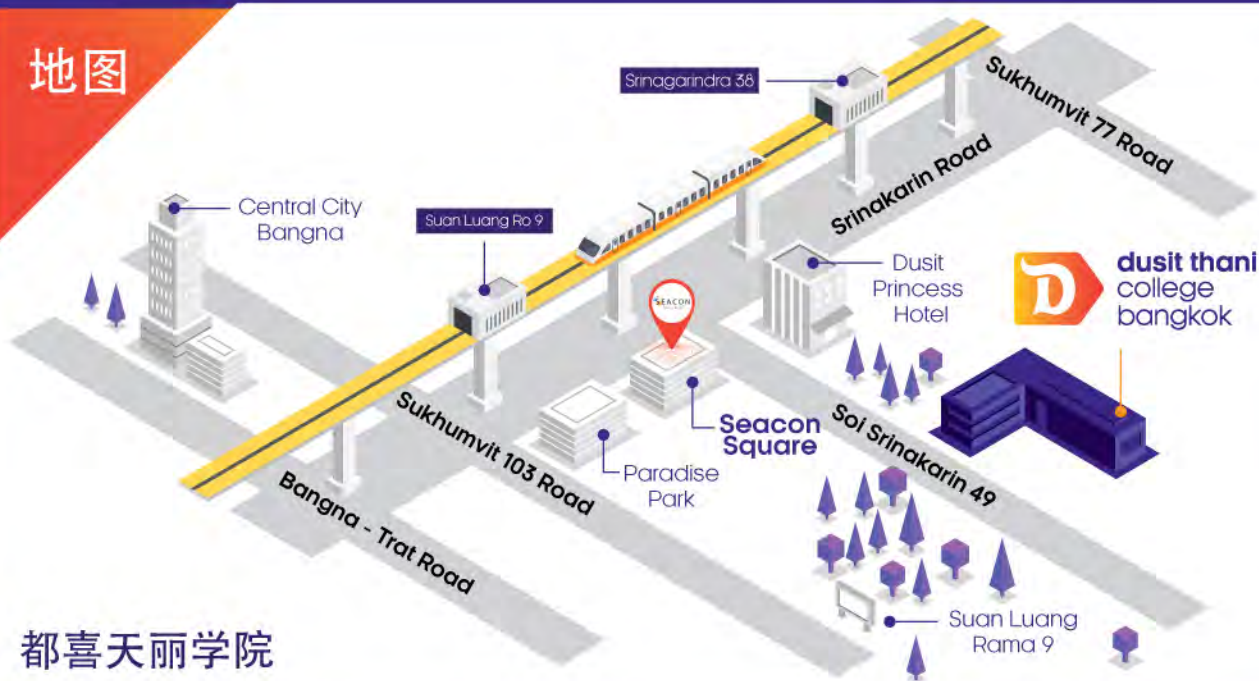 地图
Srinagarindra 38
Sukhumvit 77 Road
Srinakarin Road
Central City
Bangna
Suan Luang Ro 9
SEACON
Dusit
Princess
Hotel
D
dusit thani
college
bangkok
Seacon
Square
Paradise
Park
Sukhumvit 103 Road
Soi Srinakarin 49
Bangna - Trat Road
Suan Luang
Rama 9
都喜天丽学院